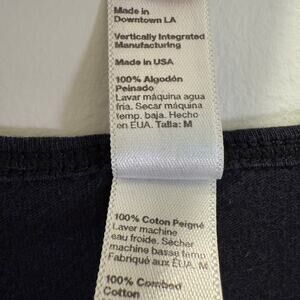 Made in
Downtown LA
Vertically Integrated
Manufacturing
Made in USA
100% Algodón
Peinado
Lavar máquina agua
fria. Secar máquina
temp. baja. Hecho
en EUA. Talla: M
100% Coton Peigné
Laver machine
eau froide. Sécher
machine basse temp
Fabriqué aux ÉUA. M
100% Combed
Cotton